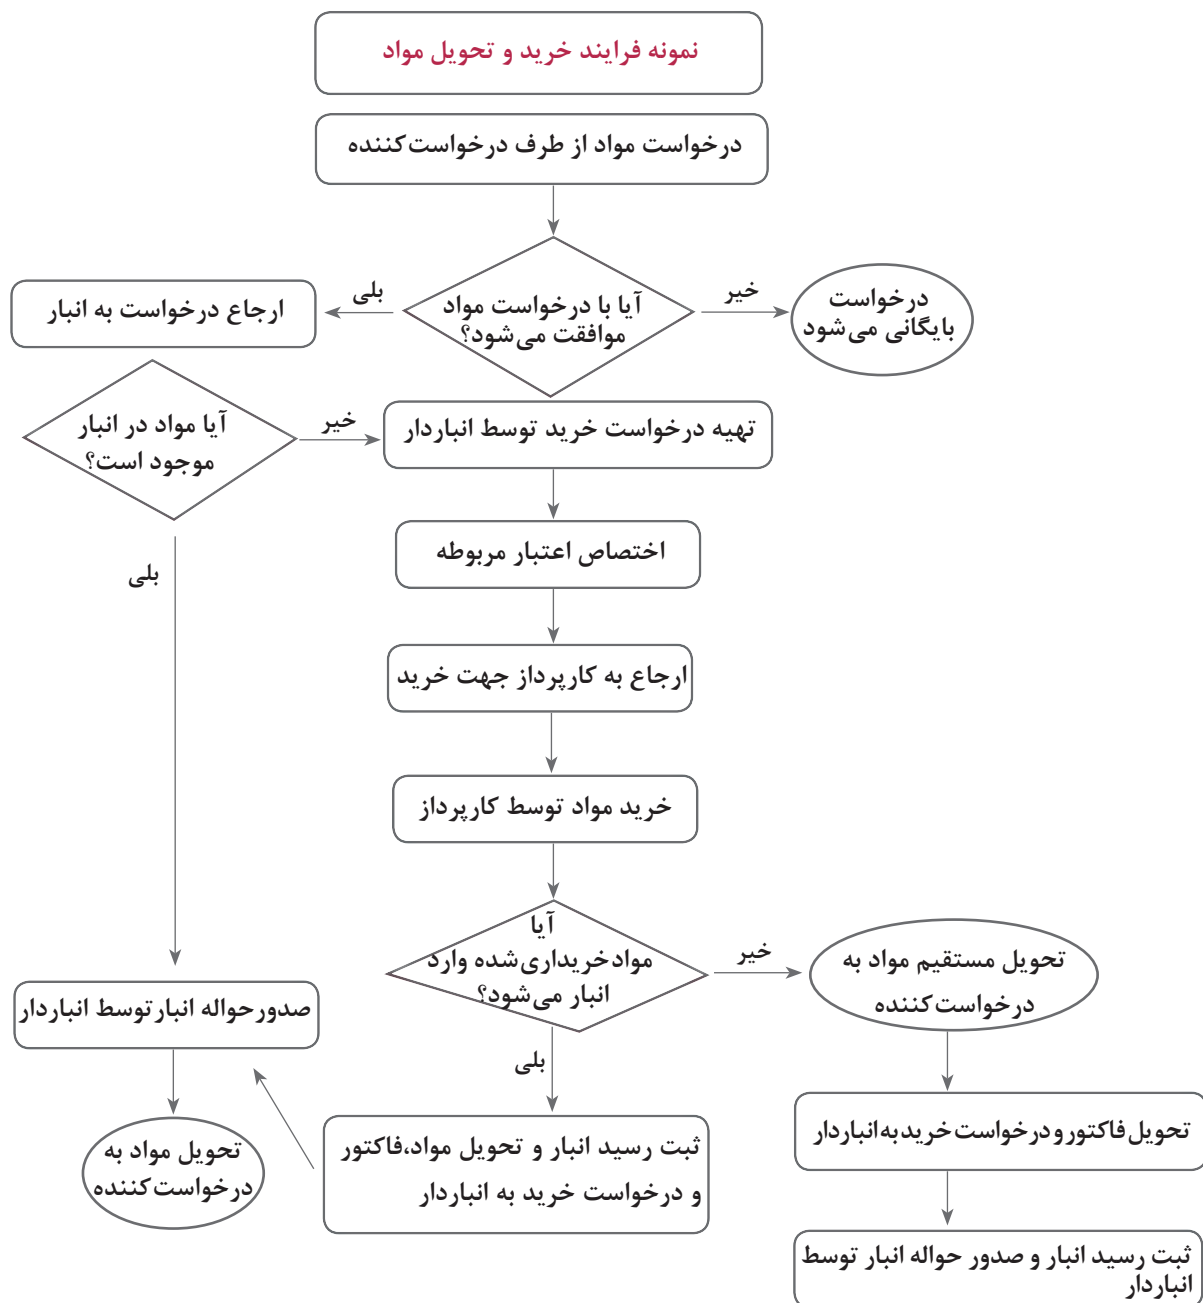 نمونه فرایند خرید و تحویل مواد
درخواست مواد از طرف درخواست‌کننده
آیا با درخواست مواد
موافقت می‌شود؟
خیر
درخواست
بایگانی می‌شود
بلی
ارجاع درخواست به انبار
آیا مواد در انبار
موجود است؟
خیر
تهیه درخواست خرید توسط انباردار
اختصاص اعتبار مربوطه
بلی
ارجاع به کارپرداز جهت خرید
خرید مواد توسط کارپرداز
آیا
مواد خریداری‌شده وارد
انبار می‌شود؟
خیر
تحویل مستقیم مواد به
درخواست‌کننده
صدور حواله انبار توسط انباردار
بلی
تحویل فاکتور و درخواست خرید به انباردار
ثبت رسید انبار و تحویل مواد،فاکتور
و درخواست خرید به انباردار
تحویل مواد به
درخواست‌کننده
ثبت رسید انبار و صدور حواله انبار توسط
انباردار